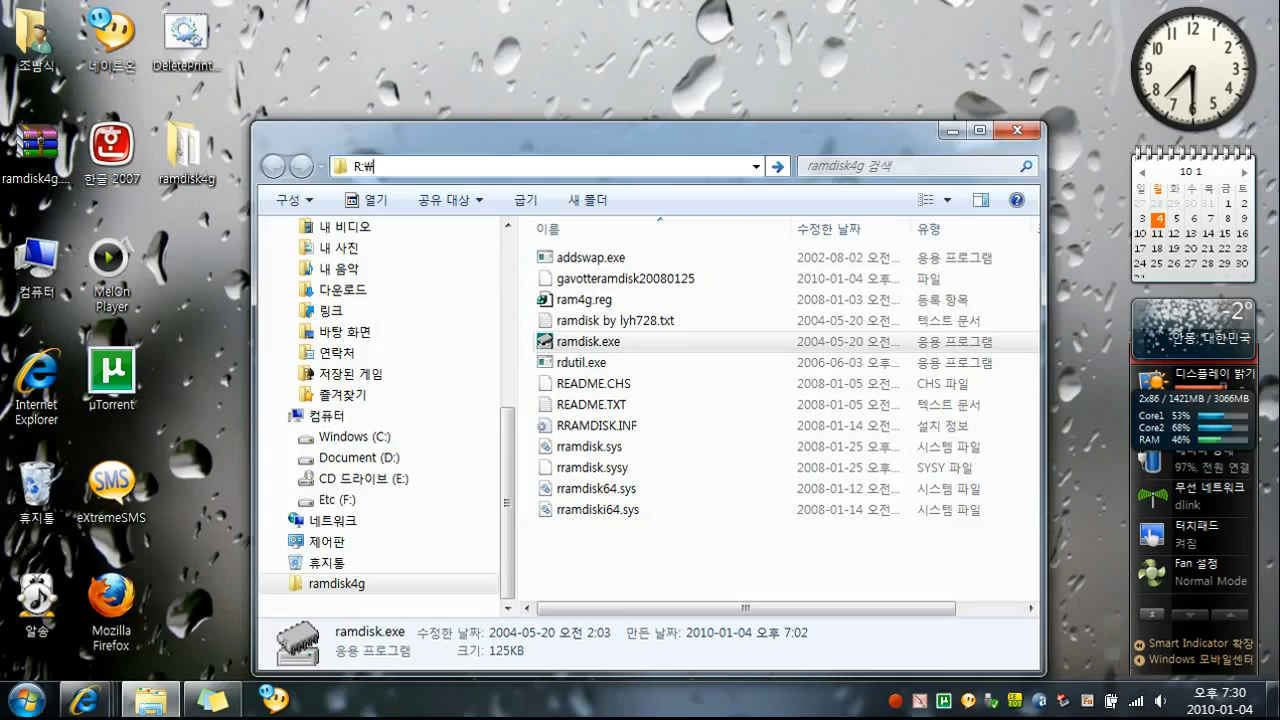 조밤식
네이트온
DeletePrint...
ramdisk4g....
한글 2007
ramdisk4g
컴퓨터
MelOn
Player
Internet
Explorer
µTorrent
휴지통
eXtremeSMS
알송
Mozilla
Firefox
R:₩
ramdisk4g 검색
구성
열기
공유 대상
굽기
새 폴더
내 비디오
내 사진
내 음악
다운로드
링크
바탕 화면
연락처
저장된 게임
즐겨찾기
컴퓨터
Windows (C:)
Document (D:)
CD 드라이브 (E:)
Etc (F:)
네트워크
제어판
휴지통
ramdisk4g
이름 수정한 날짜 유형
addswap.exe 2002-08-02 오전... 응용 프로그램
gavotteramdisk20080125 2010-01-04 오후... 파일
ram4g.reg 2008-01-03 오전... 등록 항목
ramdisk by lyh728.txt 2004-05-20 오전... 텍스트 문서
ramdisk.exe 2004-05-20 오전... 응용 프로그램
rdutil.exe 2006-06-03 오후... 응용 프로그램
README.CHS 2008-01-05 오전... CHS 파일
README.TXT 2008-01-05 오전... 텍스트 문서
RRAMDISK.INF 2008-01-14 오전... 설치 정보
rramdisk.sys 2008-01-25 오후... 시스템 파일
rramdisk.sysy 2008-01-25 오후... SYSY 파일
rramdisk64.sys 2008-01-12 오전... 시스템 파일
rramdiski64.sys 2008-01-14 오전... 시스템 파일
ramdisk.exe 수정한 날짜: 2004-05-20 오전 2:03 만든 날짜: 2010-01-04 오후 7:02
응용 프로그램 크기: 125KB
12
11 1
10 2
9 3
8 4
7 5
6
10 1
일 월 화 수 목 금 토
27 28 29 30 31 1 2
3 4 5 6 7 8 9
10 11 12 13 14 15 16
17 18 19 20 21 22 23
24 25 26 27 28 29 30
-2°
안동, 대한민국
디스플레이 밝기
2x86 / 1421MB / 3066MB
Core1 53%
Core2 68%
RAM 46%
97%, 전원 연결
무선 네트워크
dlink
터치패드
켜짐
Fan 설정
Normal Mode
Smart Indicator 확장
Windows 모바일센터
오후 7:30
2010-01-04